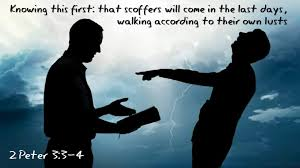 Knowing this first: that scoffers will come in the last days,
walking according to their own lusts
2 Peter 3:3-4